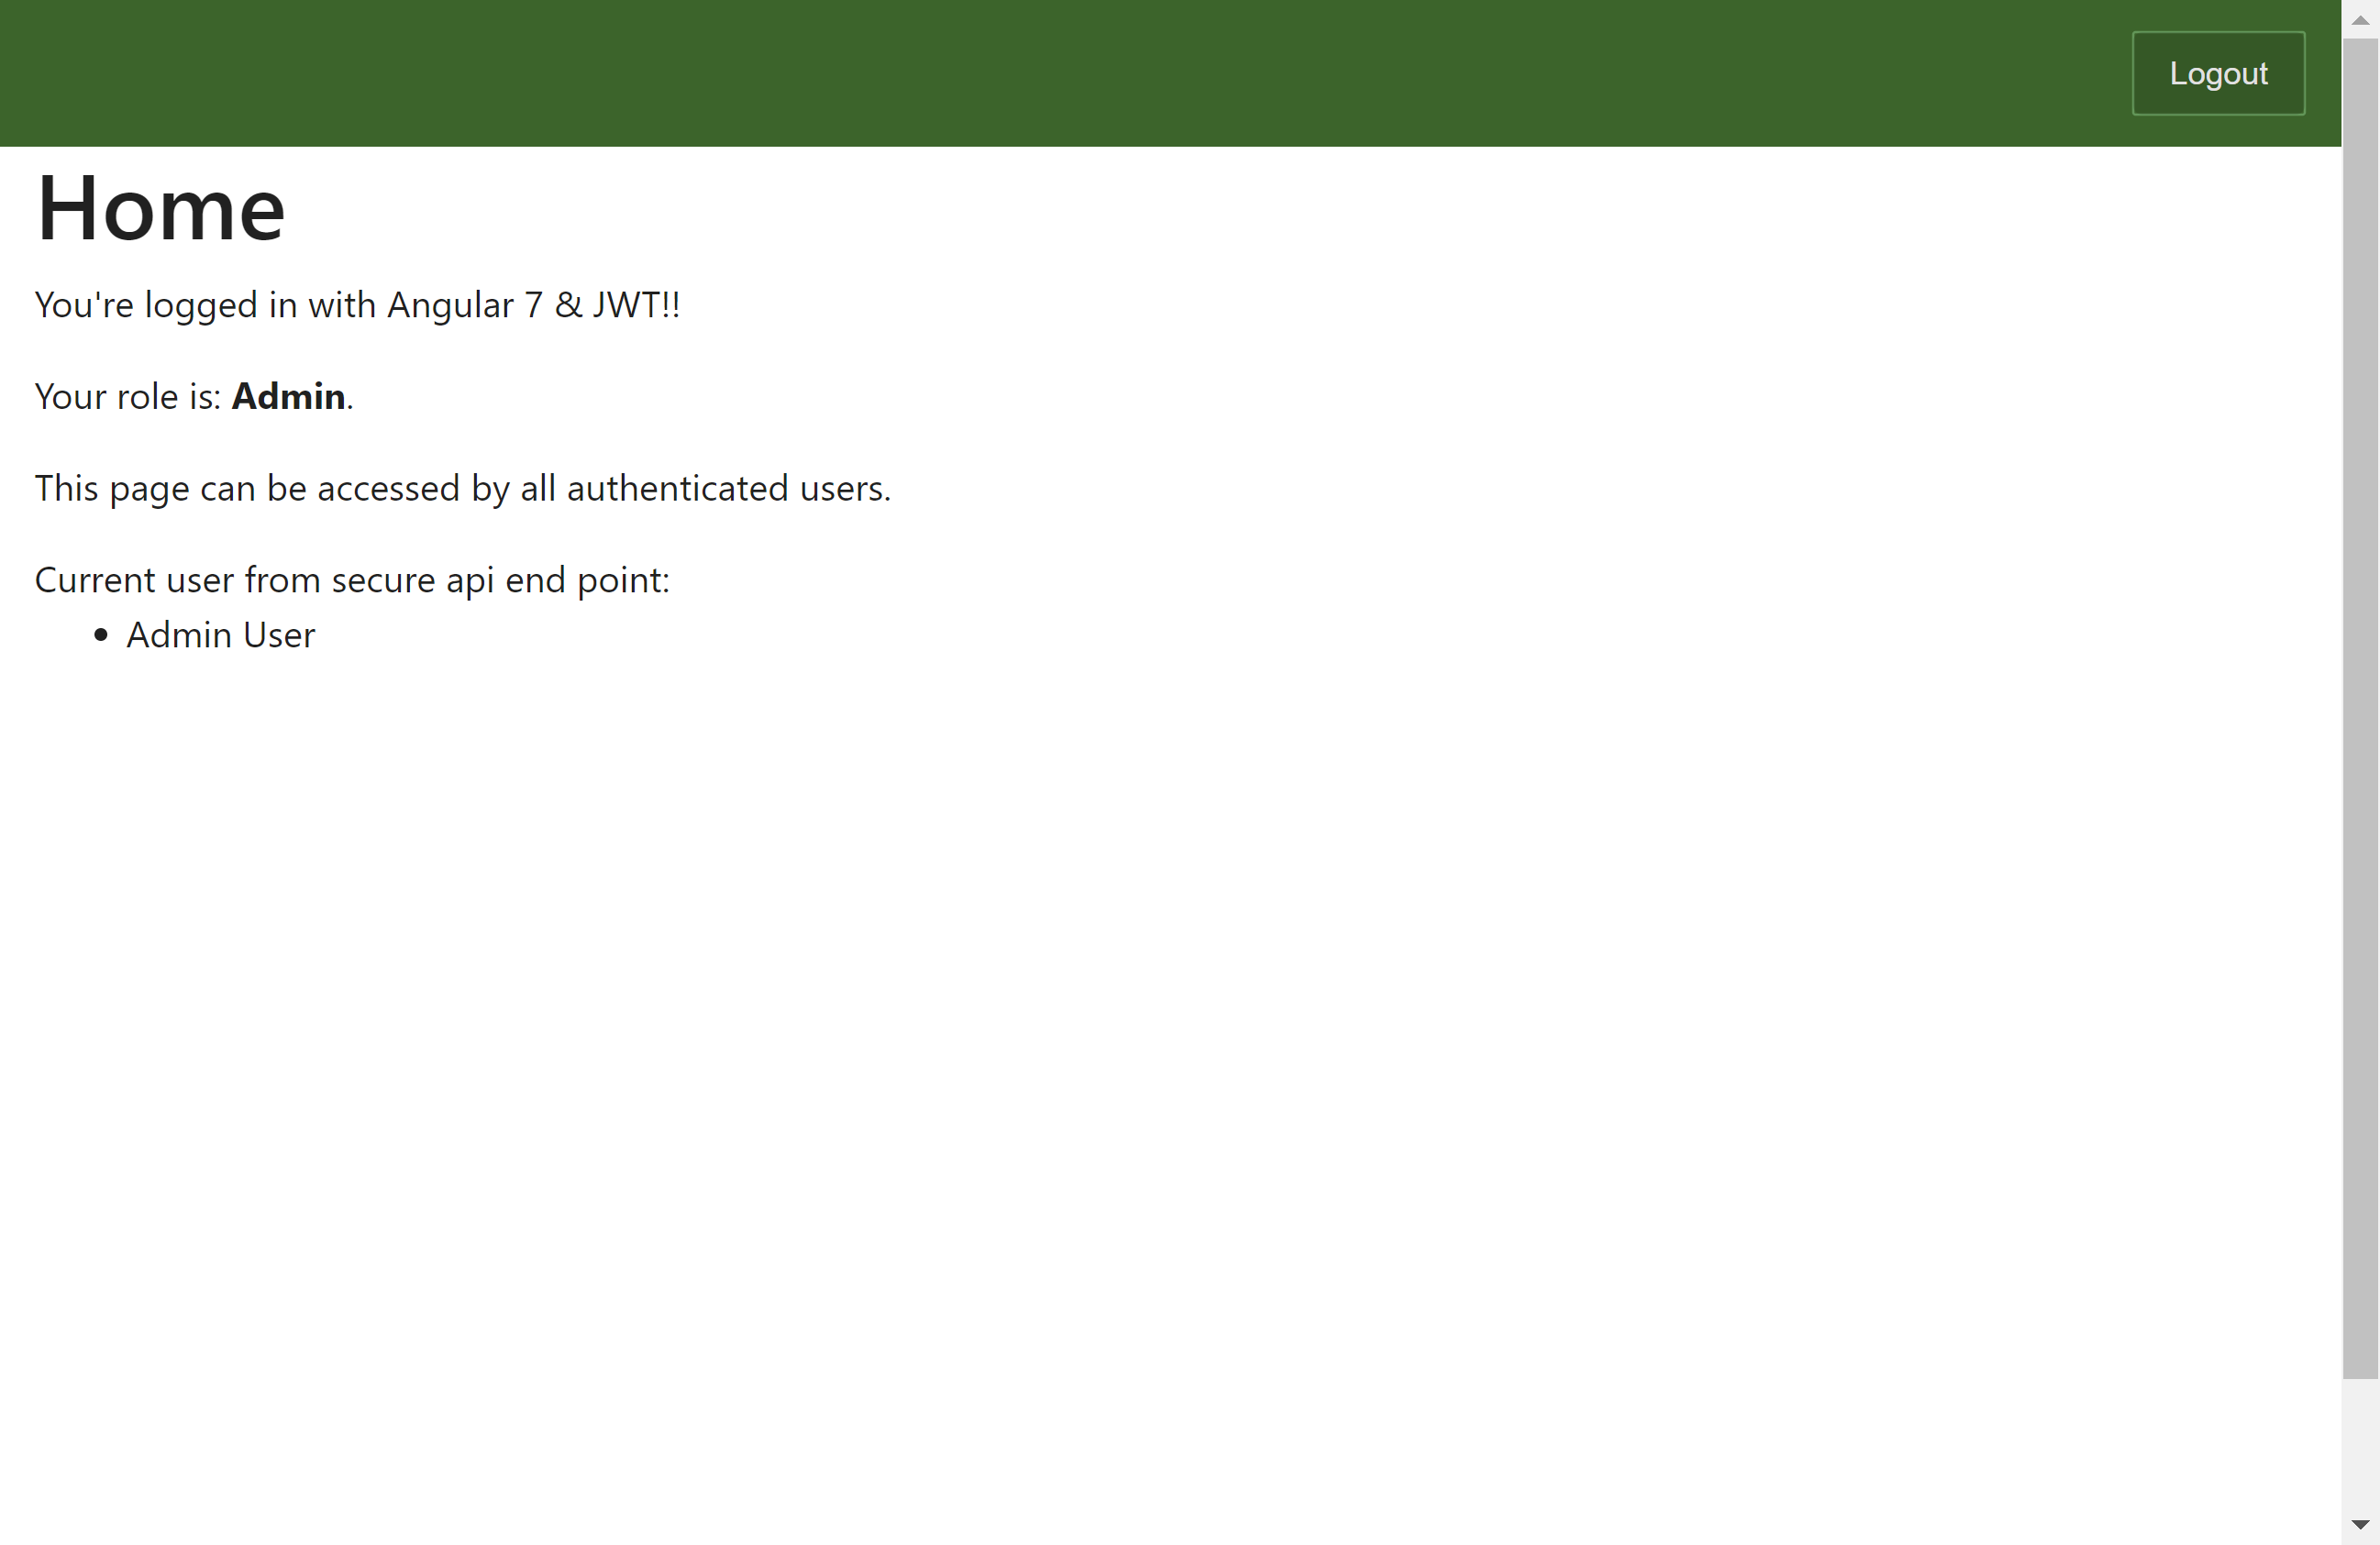 Logout
Home
You're logged in with Angular 7 & JWT!!
Your role is: Admin.
This page can be accessed by all authenticated users.
Current user from secure api end point:
• Admin User